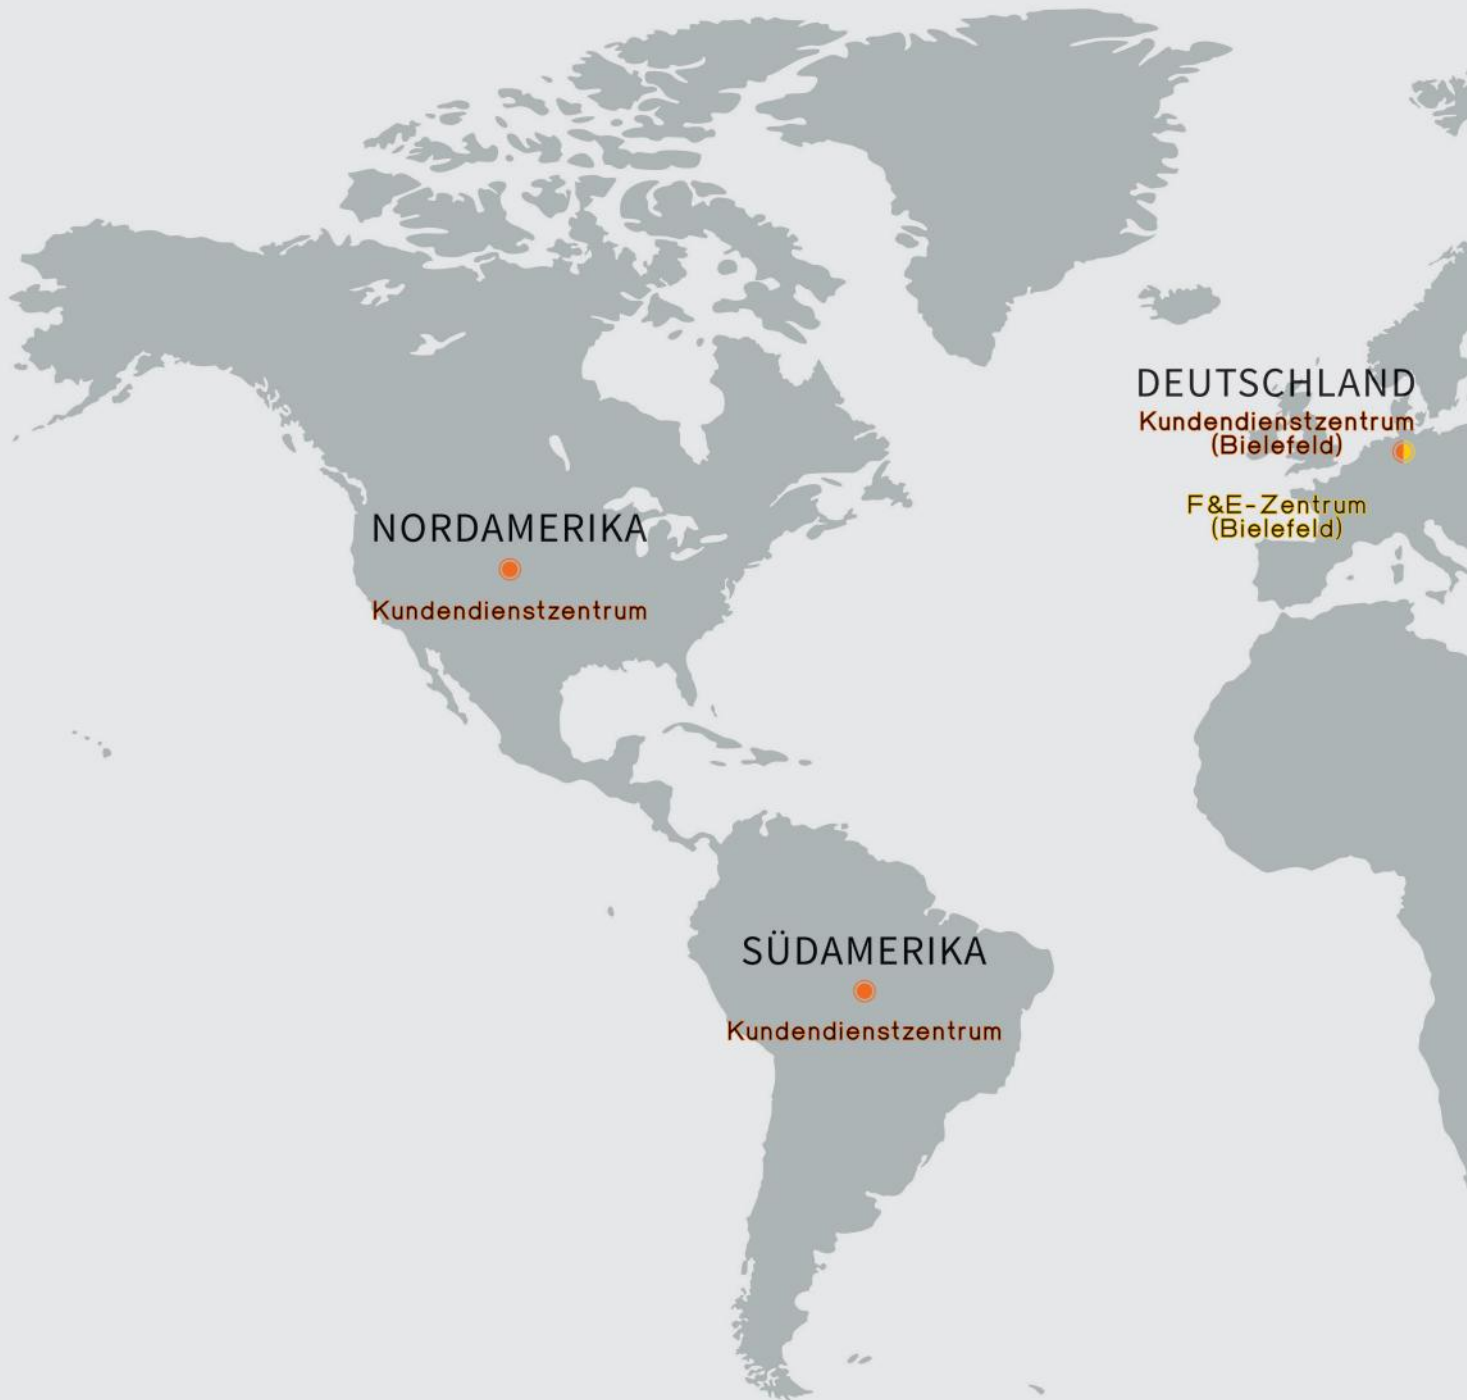 DEUTSCHLAND
Kundendienstzentrum
(Bielefeld)
F&E-Zentrum
(Bielefeld)
NORDAMERIKA
Kundendienstzentrum
SÜDAMERIKA
Kundendienstzentrum